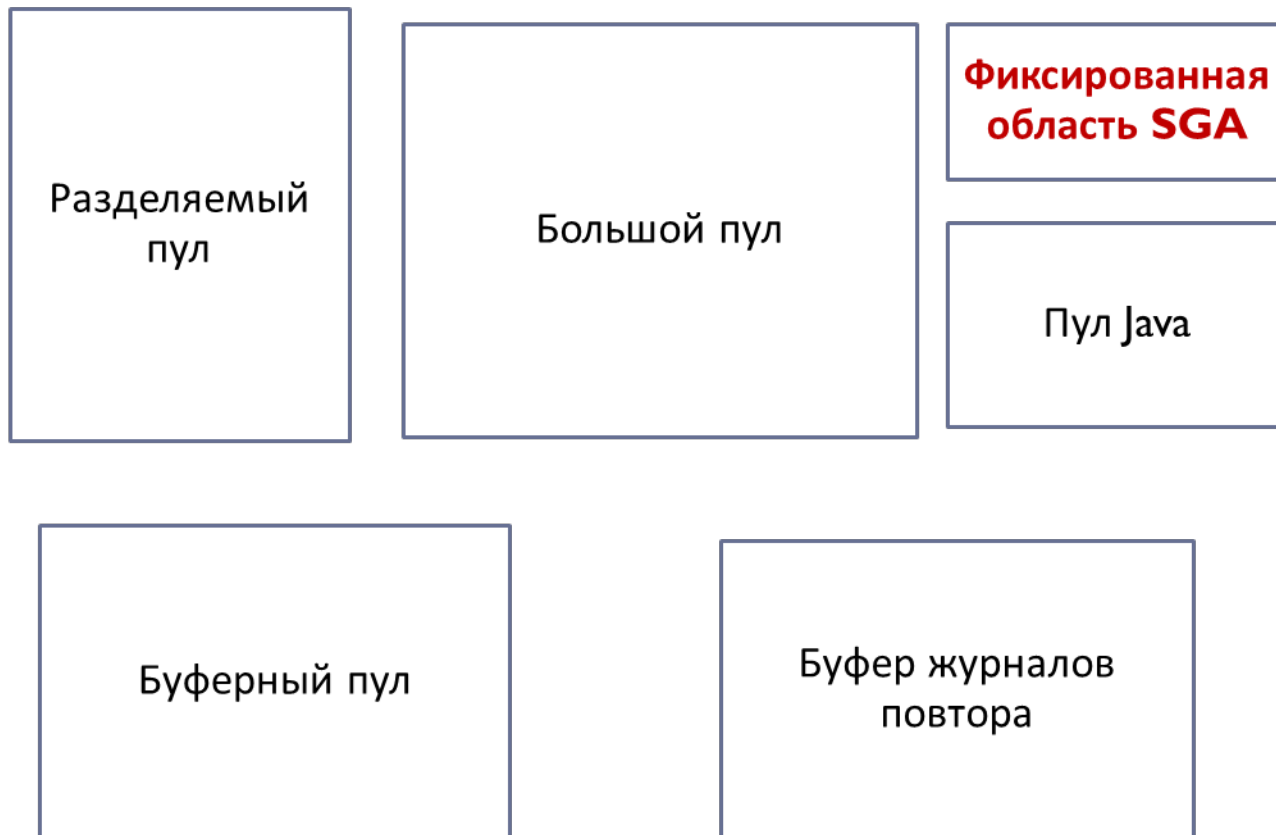 Разделяемый
пул
Большой пул
Фиксированная
область SGA
Пул Java
Буферный пул
Буфер журналов
повтора